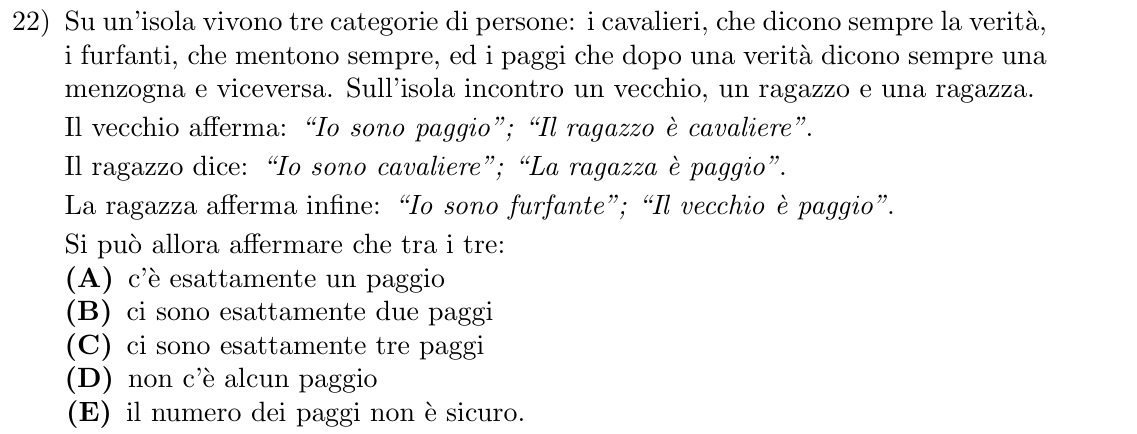 22) Su un'isola vivono tre categorie di persone: i cavalieri, che dicono sempre la verità,
i furfanti, che mentono sempre, ed i paggi che dopo una verità dicono sempre una
menzogna e viceversa. Sull'isola incontro un vecchio, un ragazzo e una ragazza.
Il vecchio afferma: “Io sono paggio”; “Il ragazzo è cavaliere”.
Il ragazzo dice: “Io sono cavaliere”; “La ragazza è paggio”.
La ragazza afferma infine: “Io sono furfante”; “Il vecchio è paggio”.
Si può allora affermare che tra i tre:
(A) c'è esattamente un paggio
(B) ci sono esattamente due paggi
(C) ci sono esattamente tre paggi
(D) non c'è alcun paggio
(E) il numero dei paggi non è sicuro.